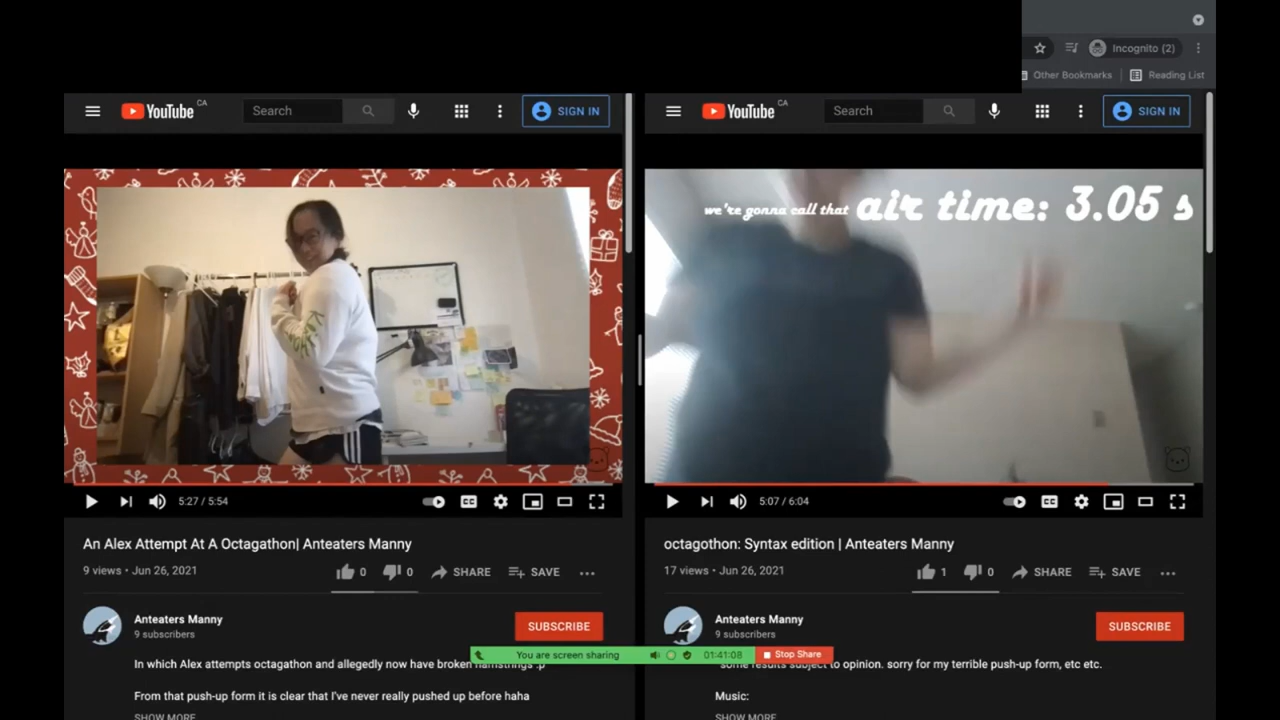 Incognito (2)
Other Bookmarks
Reading List
YouTube CA
Search
SIGN IN
5:27 / 5:54
CC
An Alex Attempt At A Octagathon| Anteaters Manny
9 views • Jun 26, 2021
0
0
SHARE
SAVE
Anteaters Manny
9 subscribers
SUBSCRIBE
In which Alex attempts octagathon and allegedly now have broken hamstrings :p
From that push-up form it is clear that I've never really pushed up before haha
SHOW MORE
YouTube CA
Search
SIGN IN
we're gonna call that air time: 3.05 s
5:07 / 6:04
CC
octagothon: Syntax edition | Anteaters Manny
17 views • Jun 26, 2021
1
0
SHARE
SAVE
Anteaters Manny
9 subscribers
SUBSCRIBE
some results subject to opinion. sorry for my terrible push-up form, etc etc.
Music:
SHOW MORE
You are screen sharing
01:41:08
Stop Share